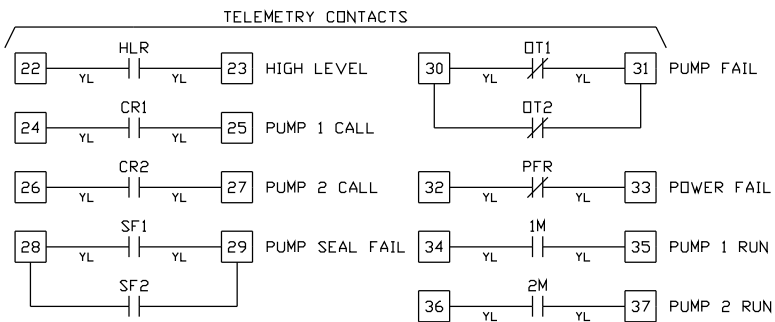 TELEMETRY CONTACTS
HLR
22 YL YL 23 HIGH LEVEL
CR1
24 YL YL 25 PUMP 1 CALL
CR2
26 YL YL 27 PUMP 2 CALL
SF1
28 YL YL 29 PUMP SEAL FAIL
SF2
OT1
30 YL YL 31 PUMP FAIL
OT2
PFR
32 YL YL 33 POWER FAIL
1M
34 YL YL 35 PUMP 1 RUN
2M
36 YL YL 37 PUMP 2 RUN